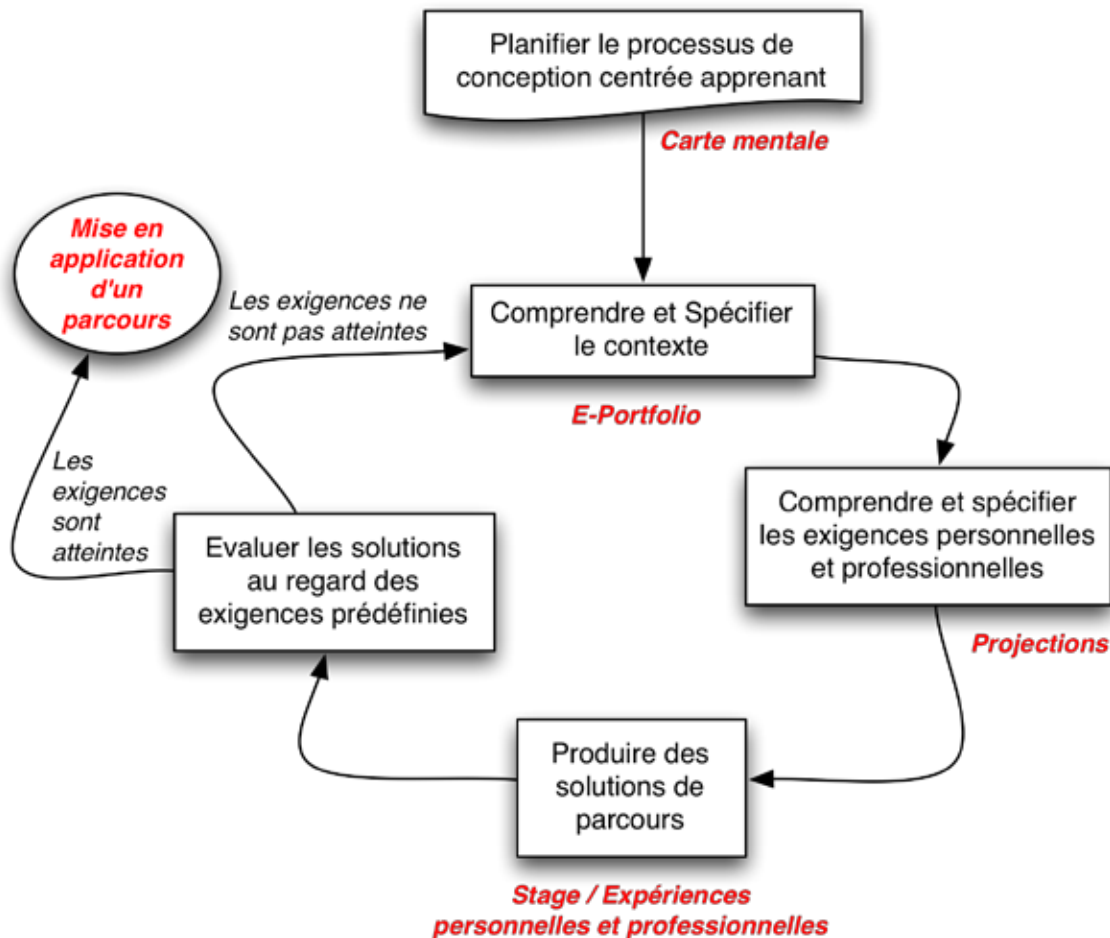 Planifier le processus de
conception centrée apprenant
Carte mentale
Mise en
application
d'un
parcours
Les exigences ne
sont pas atteintes
Comprendre et Spécifier
le contexte
E-Portfolio
Les
exigences
sont
atteintes
Evaluer les solutions
au regard des
exigences prédéfinies
Comprendre et spécifier
les exigences personnelles
et professionnelles
Projections
Produire des
solutions de
parcours
Stage / Expériences
personnelles et professionnelles